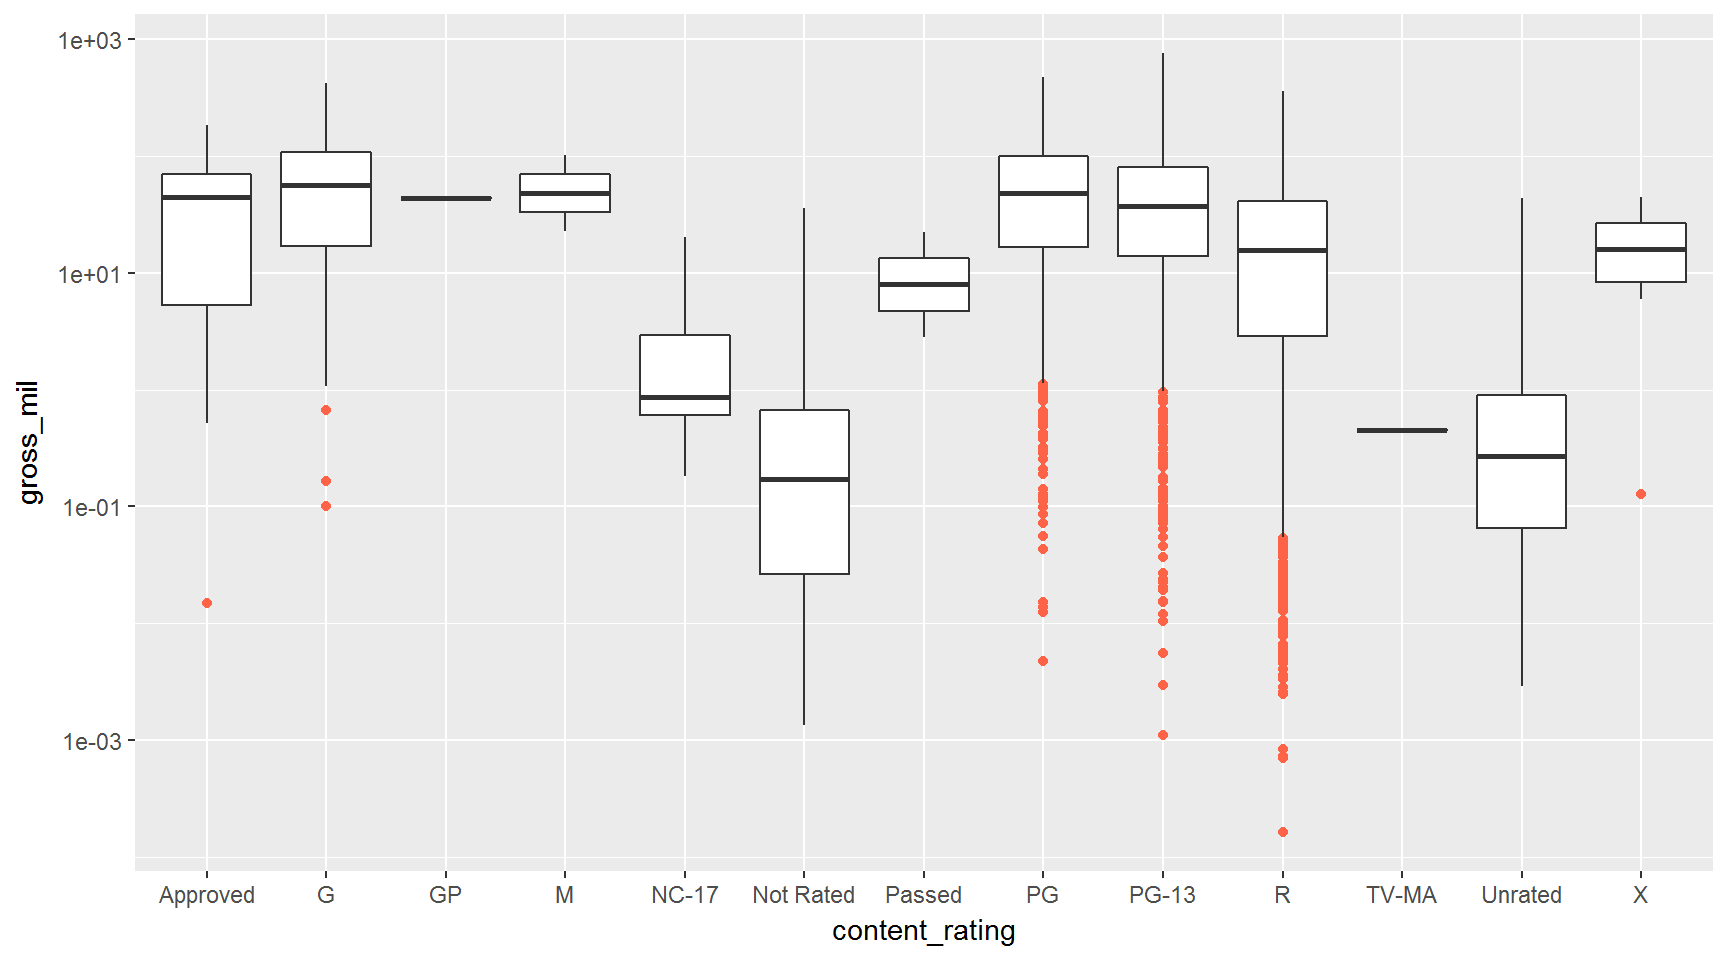 1e+03
1e+01
1e-01
1e-03
gross_mil
Approved G GP M NC-17 Not Rated Passed PG PG-13 R TV-MA Unrated X
content_rating